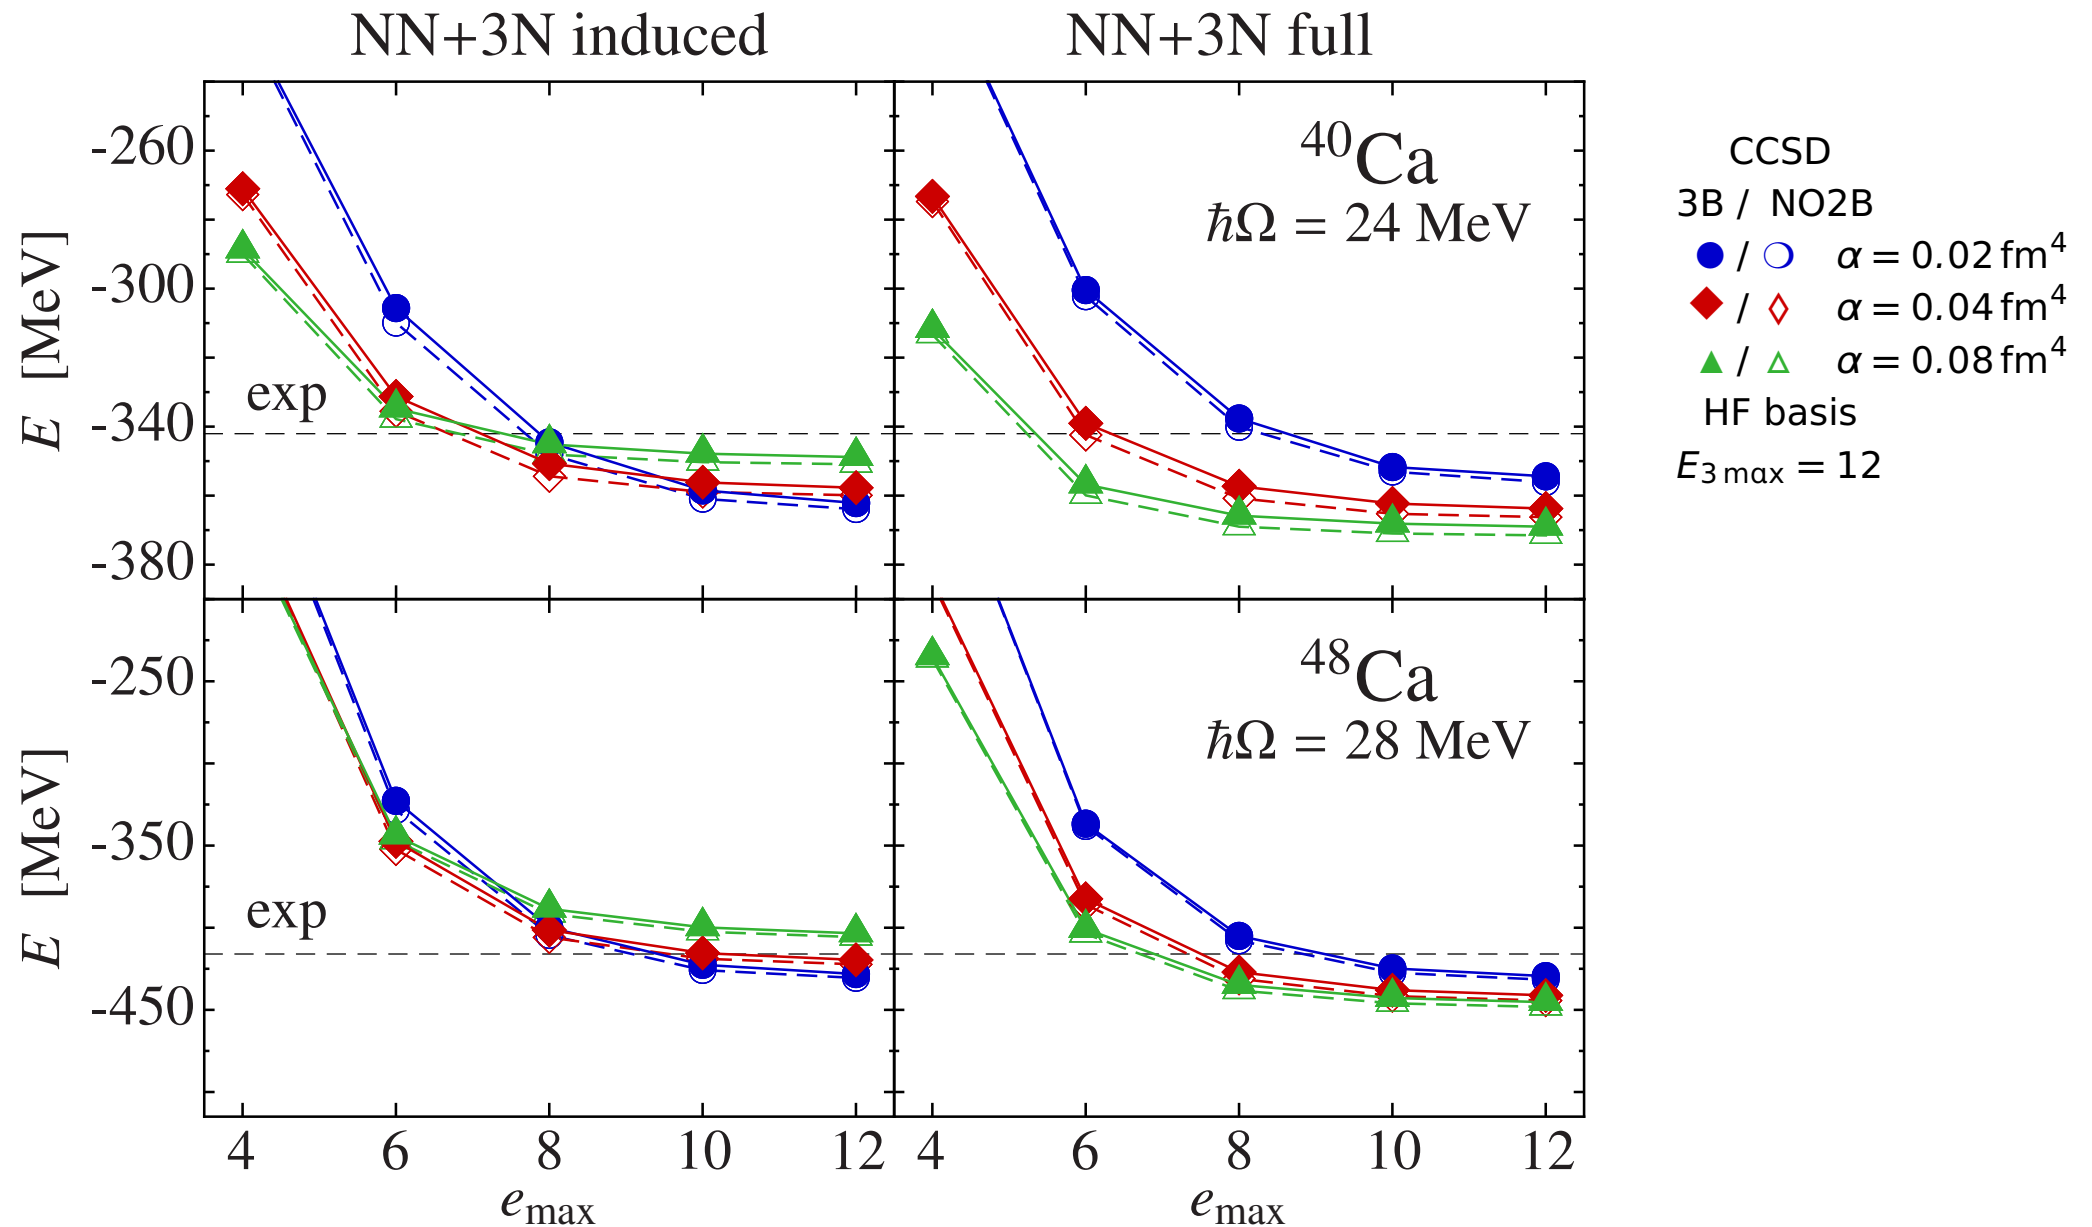 NN+3N induced
NN+3N full
E [MeV]
-260
-300
-340
-380
exp
⁴⁰Ca
ℏΩ = 24 MeV
CCSD
3B / NO2B
/ α = 0.02 fm⁴
/ α = 0.04 fm⁴
/ α = 0.08 fm⁴
HF basis
E₃ max = 12
E [MeV]
-250
-350
-450
exp
⁴⁸Ca
ℏΩ = 28 MeV
4 6 8 10 12
4 6 8 10 12
emax
emax